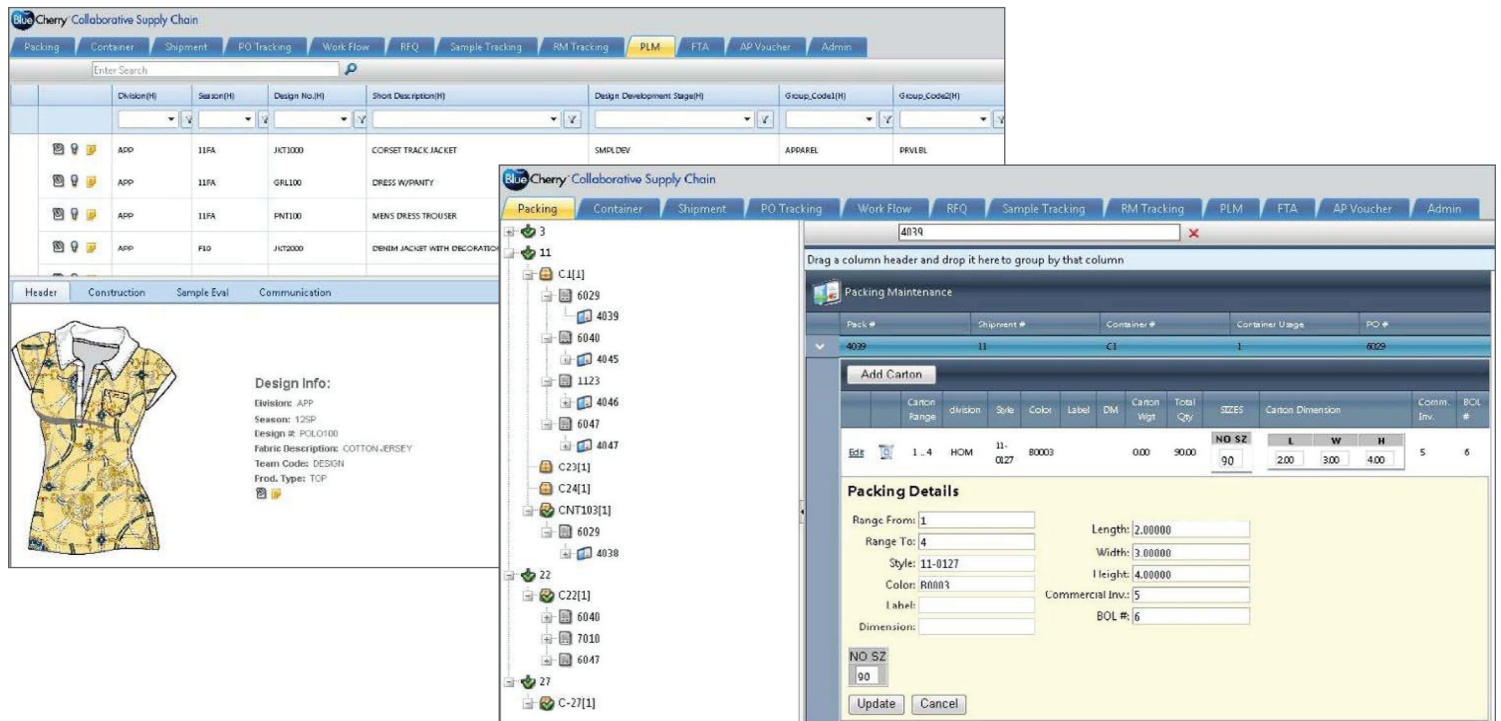 Blue Cherry Collaborative Supply Chain
Packing Container Shipment PO Tracking Work Flow RFQ Sample Tracking RM Tracking PLM FTA AP Voucher Admin
Enter Search
Division(H) Season(H) Design No.(H) Short Description(H) Design Development Stage(H) Group_Code1(H) Group_Code2(H)
APP 11FA JKT1000 CORSET TRACK JACKET SMPLDEV APPAREL PRVLBL
APP 11FA GRL100 DRESS W/PANTY
APP 11FA PNT100 MENS DRESS TROUSER
APP F10 JKT2000 DENIM JACKET WITH DECORATION
Header Construction Sample Eval Communication
Design Info:
Division: APP
Season: 12SP
Design #: POLO100
Fabric Description: COTTON JERSEY
Team Code: DESIGN
Prod. Type: TOP
Blue Cherry Collaborative Supply Chain
Packing Container Shipment PO Tracking Work Flow RFQ Sample Tracking RM Tracking PLM FTA AP Voucher Admin
3
11
C1[1]
6029
4039
6040
4045
1123
4046
6047
4047
C23[1]
C24[1]
CNT103[1]
6029
4038
22
C22[1]
6040
7010
6047
27
C-27[1]
4039
Drag a column header and drop it here to group by that column
Packing Maintenance
Pack # Shipment # Container # Container Usage PO #
4039 11 C1 1 6029
Add Carton
Carton Range division Style Color Label DM Carton Wgt Total Qty SIZES Carton Dimension Comm. Inv. BOL #
NO SZ L W H
Edit 1 ..4 HOM 11-0127 B0003 0.00 90.00 90 2.00 3.00 4.00 5 6
Packing Details
Range From: 1
Range To: 4
Style: 11-0127
Color: B0003
Label:
Dimension:
Length: 2.00000
Width: 3.00000
Height: 4.00000
Commercial Inv.: 5
BOL #: 6
NO SZ
90
Update Cancel